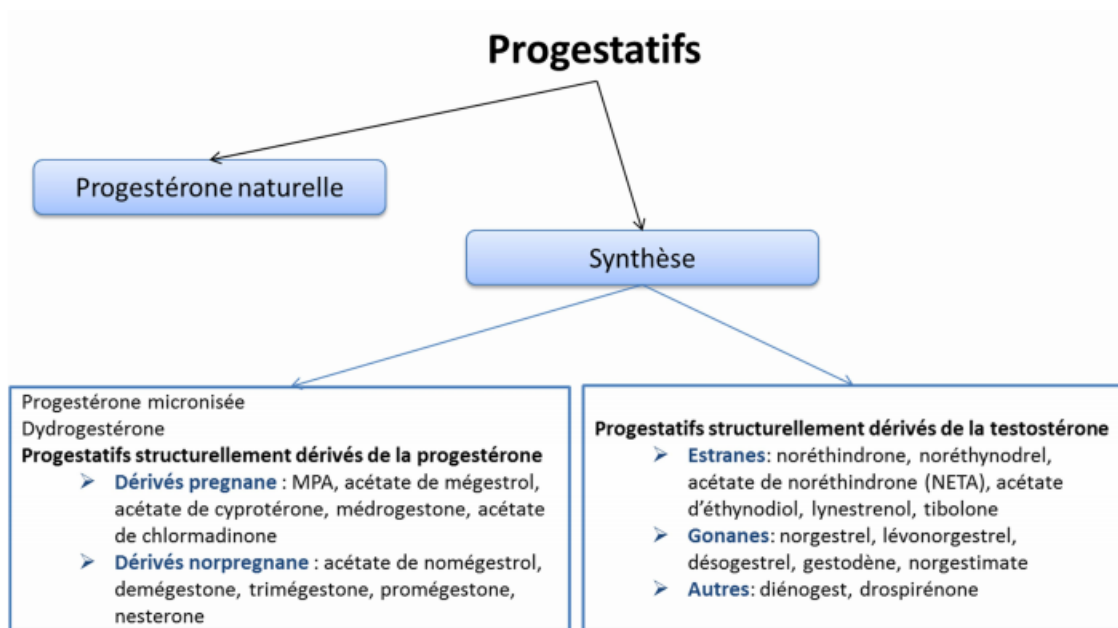 Progestatifs
Progestérone naturelle
Synthèse
Progestérone micronisée
Dydrogestérone
Progestatifs structurellement dérivés de la progestérone
➢ Dérivés pregnane : MPA, acétate de mégestrol,
acétate de cyprotérone, médrogestone, acétate
de chlormadinone
➢ Dérivés norpregnane : acétate de nomégestrol,
demégestone, trimégestone, promégestone,
nesterone
Progestatifs structurellement dérivés de la testostérone
➢ Estranes: noréthindrone, noréthynodrel,
acétate de noréthindrone (NETA), acétate
d’éthynodiol, lynestrenol, tibolone
➢ Gonanes: norgestrel, lévonorgestrel,
désogestrel, gestodène, norgestimate
➢ Autres: diénogest, drospirénone